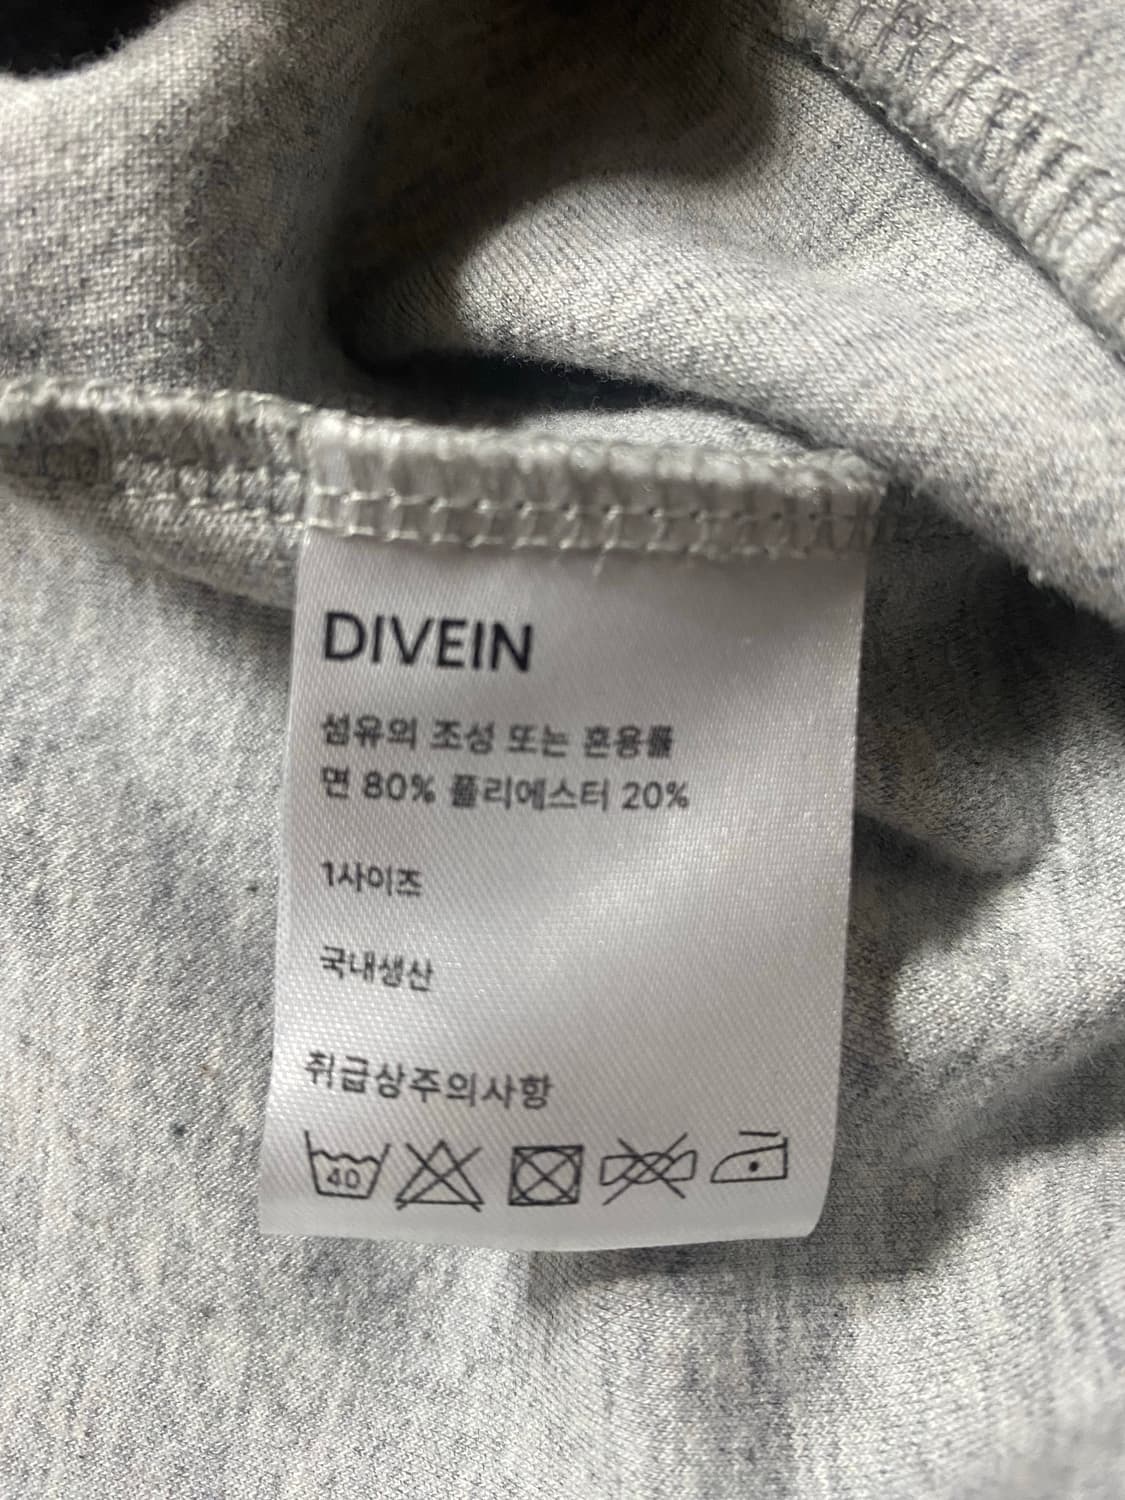 DIVEIN
섬유의 조성 또는 혼용률
면 80% 폴리에스터 20%
1사이즈
국내생산
취급상주의사항
40